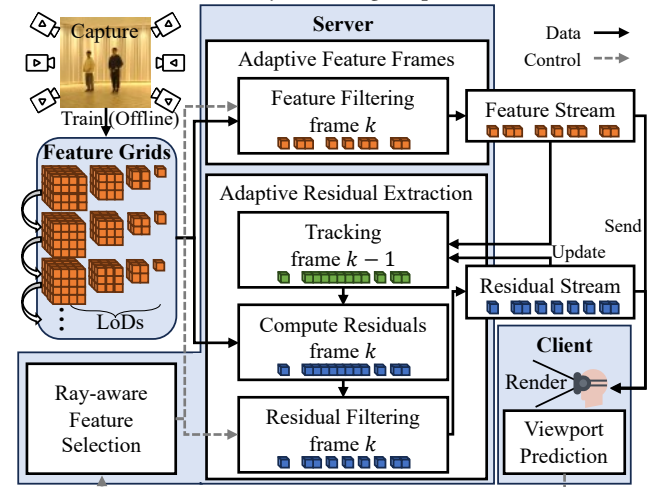 Capture
Train (Offline)
Feature Grids
LoDs
Server
Adaptive Feature Frames
Feature Filtering
frame k
Adaptive Residual Extraction
Tracking
frame k − 1
Compute Residuals
frame k
Residual Filtering
frame k
Ray-aware
Feature
Selection
Data
Control
Feature Stream
Send
Update
Residual Stream
Client
Render
Viewport
Prediction